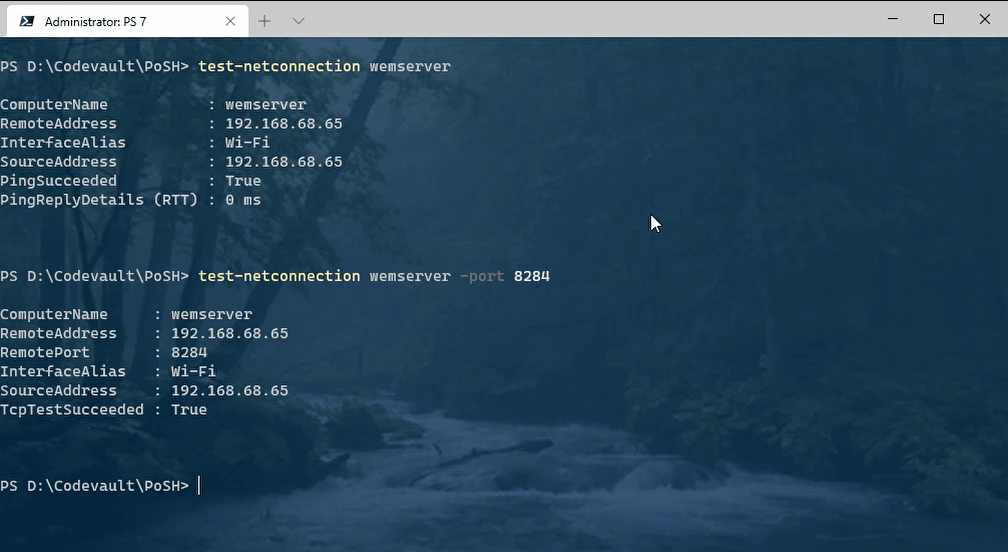 Administrator: PS 7
PS D:\Codevault\PoSH> test-netconnection wemserver
ComputerName : wemserver
RemoteAddress : 192.168.68.65
InterfaceAlias : Wi-Fi
SourceAddress : 192.168.68.65
PingSucceeded : True
PingReplyDetails (RTT) : 0 ms
PS D:\Codevault\PoSH> test-netconnection wemserver -port 8284
ComputerName : wemserver
RemoteAddress : 192.168.68.65
RemotePort : 8284
InterfaceAlias : Wi-Fi
SourceAddress : 192.168.68.65
TcpTestSucceeded : True
PS D:\Codevault\PoSH>